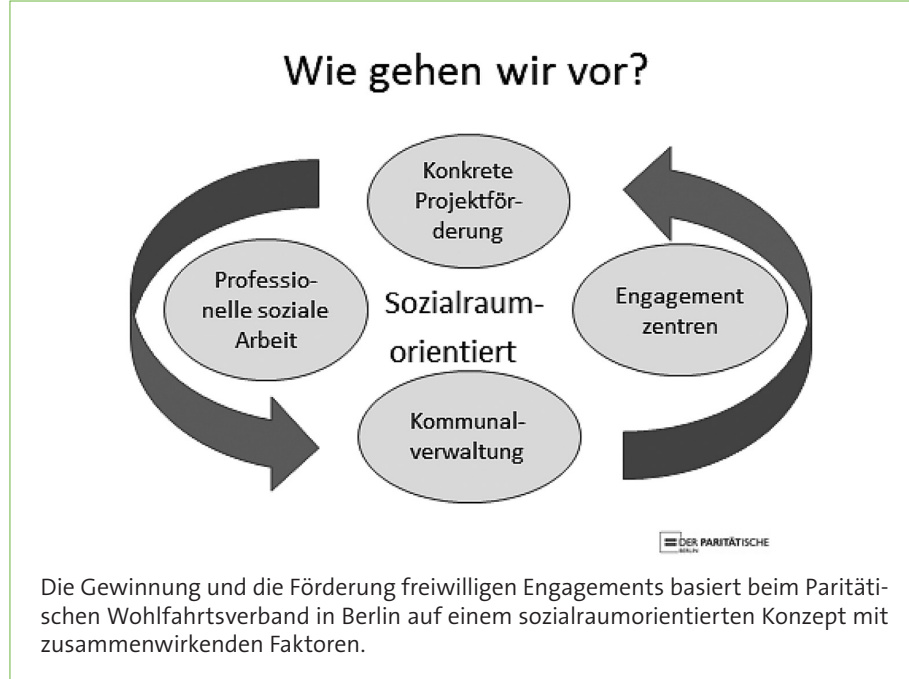 Wie gehen wir vor?
Konkrete
Projektför-
derung
Professio-
nelle soziale
Arbeit
Sozialraum-
orientiert
Engagement
zentren
Kommunal-
verwaltung
DER PARITÄTISCHE
BERLIN
Die Gewinnung und die Förderung freiwilligen Engagements basiert beim Paritäti-
schen Wohlfahrtsverband in Berlin auf einem sozialraumorientierten Konzept mit
zusammenwirkenden Faktoren.